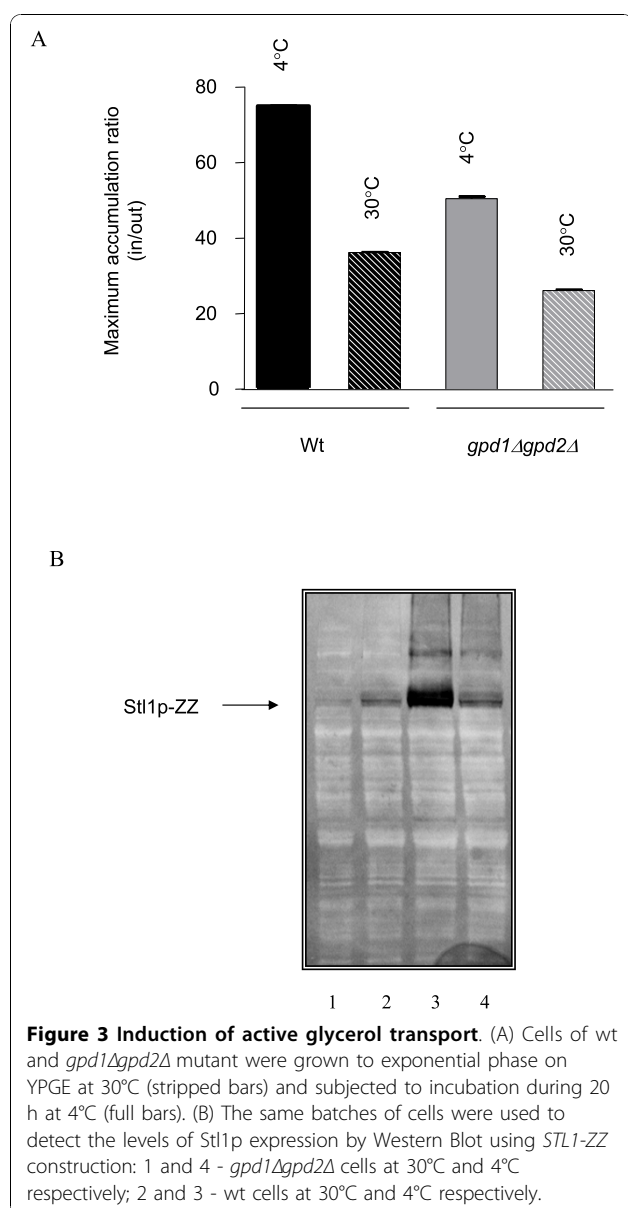 A
Maximum accumulation ratio
(in/out)
80
60
40
20
0
4°C
30°C
4°C
30°C
Wt
gpd1Δgpd2Δ
B
Stl1p-ZZ
1 2 3 4
Figure 3 Induction of active glycerol transport. (A) Cells of wt
and gpd1Δgpd2Δ mutant were grown to exponential phase on
YPGE at 30°C (stripped bars) and subjected to incubation during 20
h at 4°C (full bars). (B) The same batches of cells were used to
detect the levels of Stl1p expression by Western Blot using STL1-ZZ
construction: 1 and 4 - gpd1Δgpd2Δ cells at 30°C and 4°C
respectively; 2 and 3 - wt cells at 30°C and 4°C respectively.